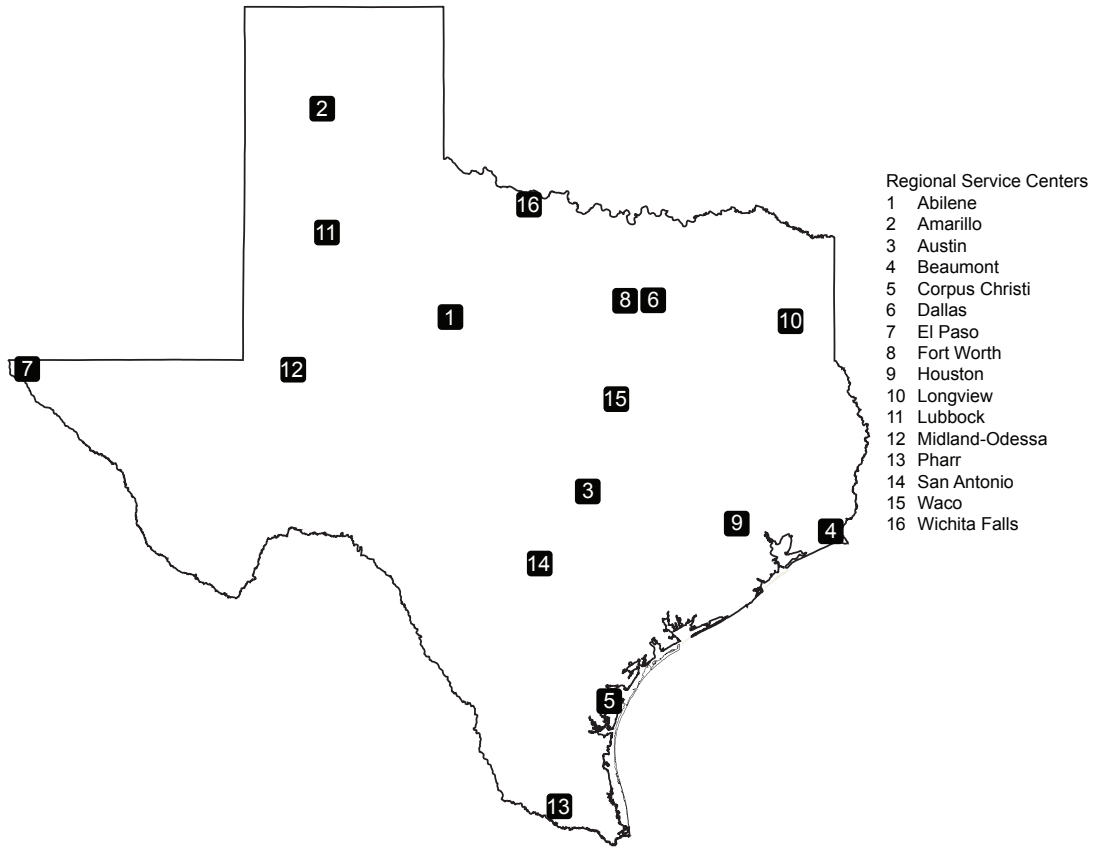 2
16
11
8 6
1
10
7
12
15
3
9
4
14
5
13
Regional Service Centers
1 Abilene
2 Amarillo
3 Austin
4 Beaumont
5 Corpus Christi
6 Dallas
7 El Paso
8 Fort Worth
9 Houston
10 Longview
11 Lubbock
12 Midland-Odessa
13 Pharr
14 San Antonio
15 Waco
16 Wichita Falls